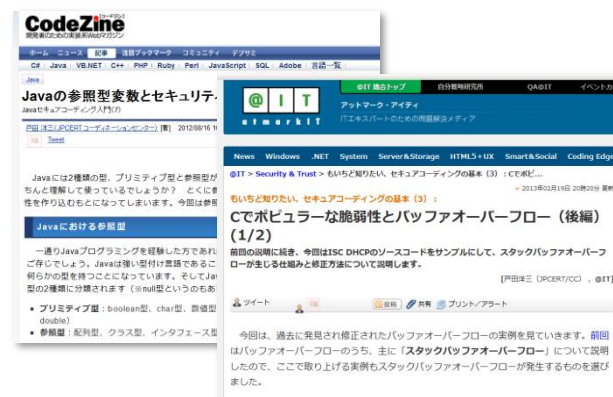 CodeZine
開発者のための実装系Webマガジン
ホーム ニュース 記事 注目ブックマーク コミュニティ デブサミ
C# Java VB.NET C++ PHP Ruby Perl JavaScript SQL Adobe 言語一覧
Java
Javaの参照型変数とセキュリテ
Javaセキュアコーディング入門(7)
戸田 洋三(JPCERTコーディネーションセンター) [著] 2012/08/16
Tweet
Javaには2種類の型、プリミティブ型と参照型が
ちんと理解して使っているでしょうか? とくに参
性を作り込むもとになってしまいます。今回は参照
Javaにおける参照型
一通りJavaプログラミングを経験した方であれ
ご存じでしょう。Javaは強い型付け言語であるこ
何らかの型を持つことになっています。そしてJav
型の2種類に分類されます(※null型というのもあ
プリミティブ型:boolean型、char型、数値型
double)
参照型:配列型、クラス型、インタフェース型
@IT
atmarkIT
@IT 総合トップ 自分戦略研究所 QA@IT イベントカ
アットマーク・アイティ
ITエキスパートのための問題解決メディア
News Windows .NET System Server&Storage HTML5+UX Smart&Social Coding Edge
@IT > Security & Trust > もいちど知りたい、セキュアコーディングの基本(3):Cでポピ...
2013年02月19日 20時20分 更新
もいちど知りたい、セキュアコーディングの基本(3):
Cでポピュラーな脆弱性とバッファオーバーフロー(後編)
(1/2)
前回の説明に続き、今回はISC DHCPのソースコードをサンプルにして、スタックバッファオーバーフ
ローが生じる仕組みと修正方法について説明します。
[戸田洋三(JPCERT/CC),@IT]
ツイート 共有 プリント/アラート
今回は、過去に発見され修正されたバッファオーバーフローの実例を見ていきます。前回
はバッファオーバーフローのうち、主に「スタックバッファオーバーフロー」について説明
したので、ここで取り上げる実例もスタックバッファオーバーフローが発生するものを選び
ました。